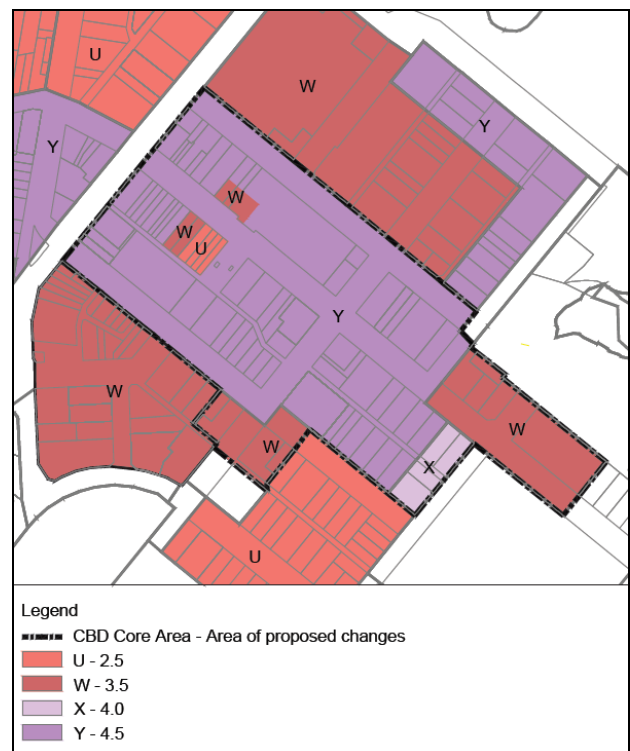 U
W
Y
Y
W
W
U
Y
W
W
W
X
U
Legend
CBD Core Area - Area of proposed changes
U - 2.5
W - 3.5
X - 4.0
Y - 4.5